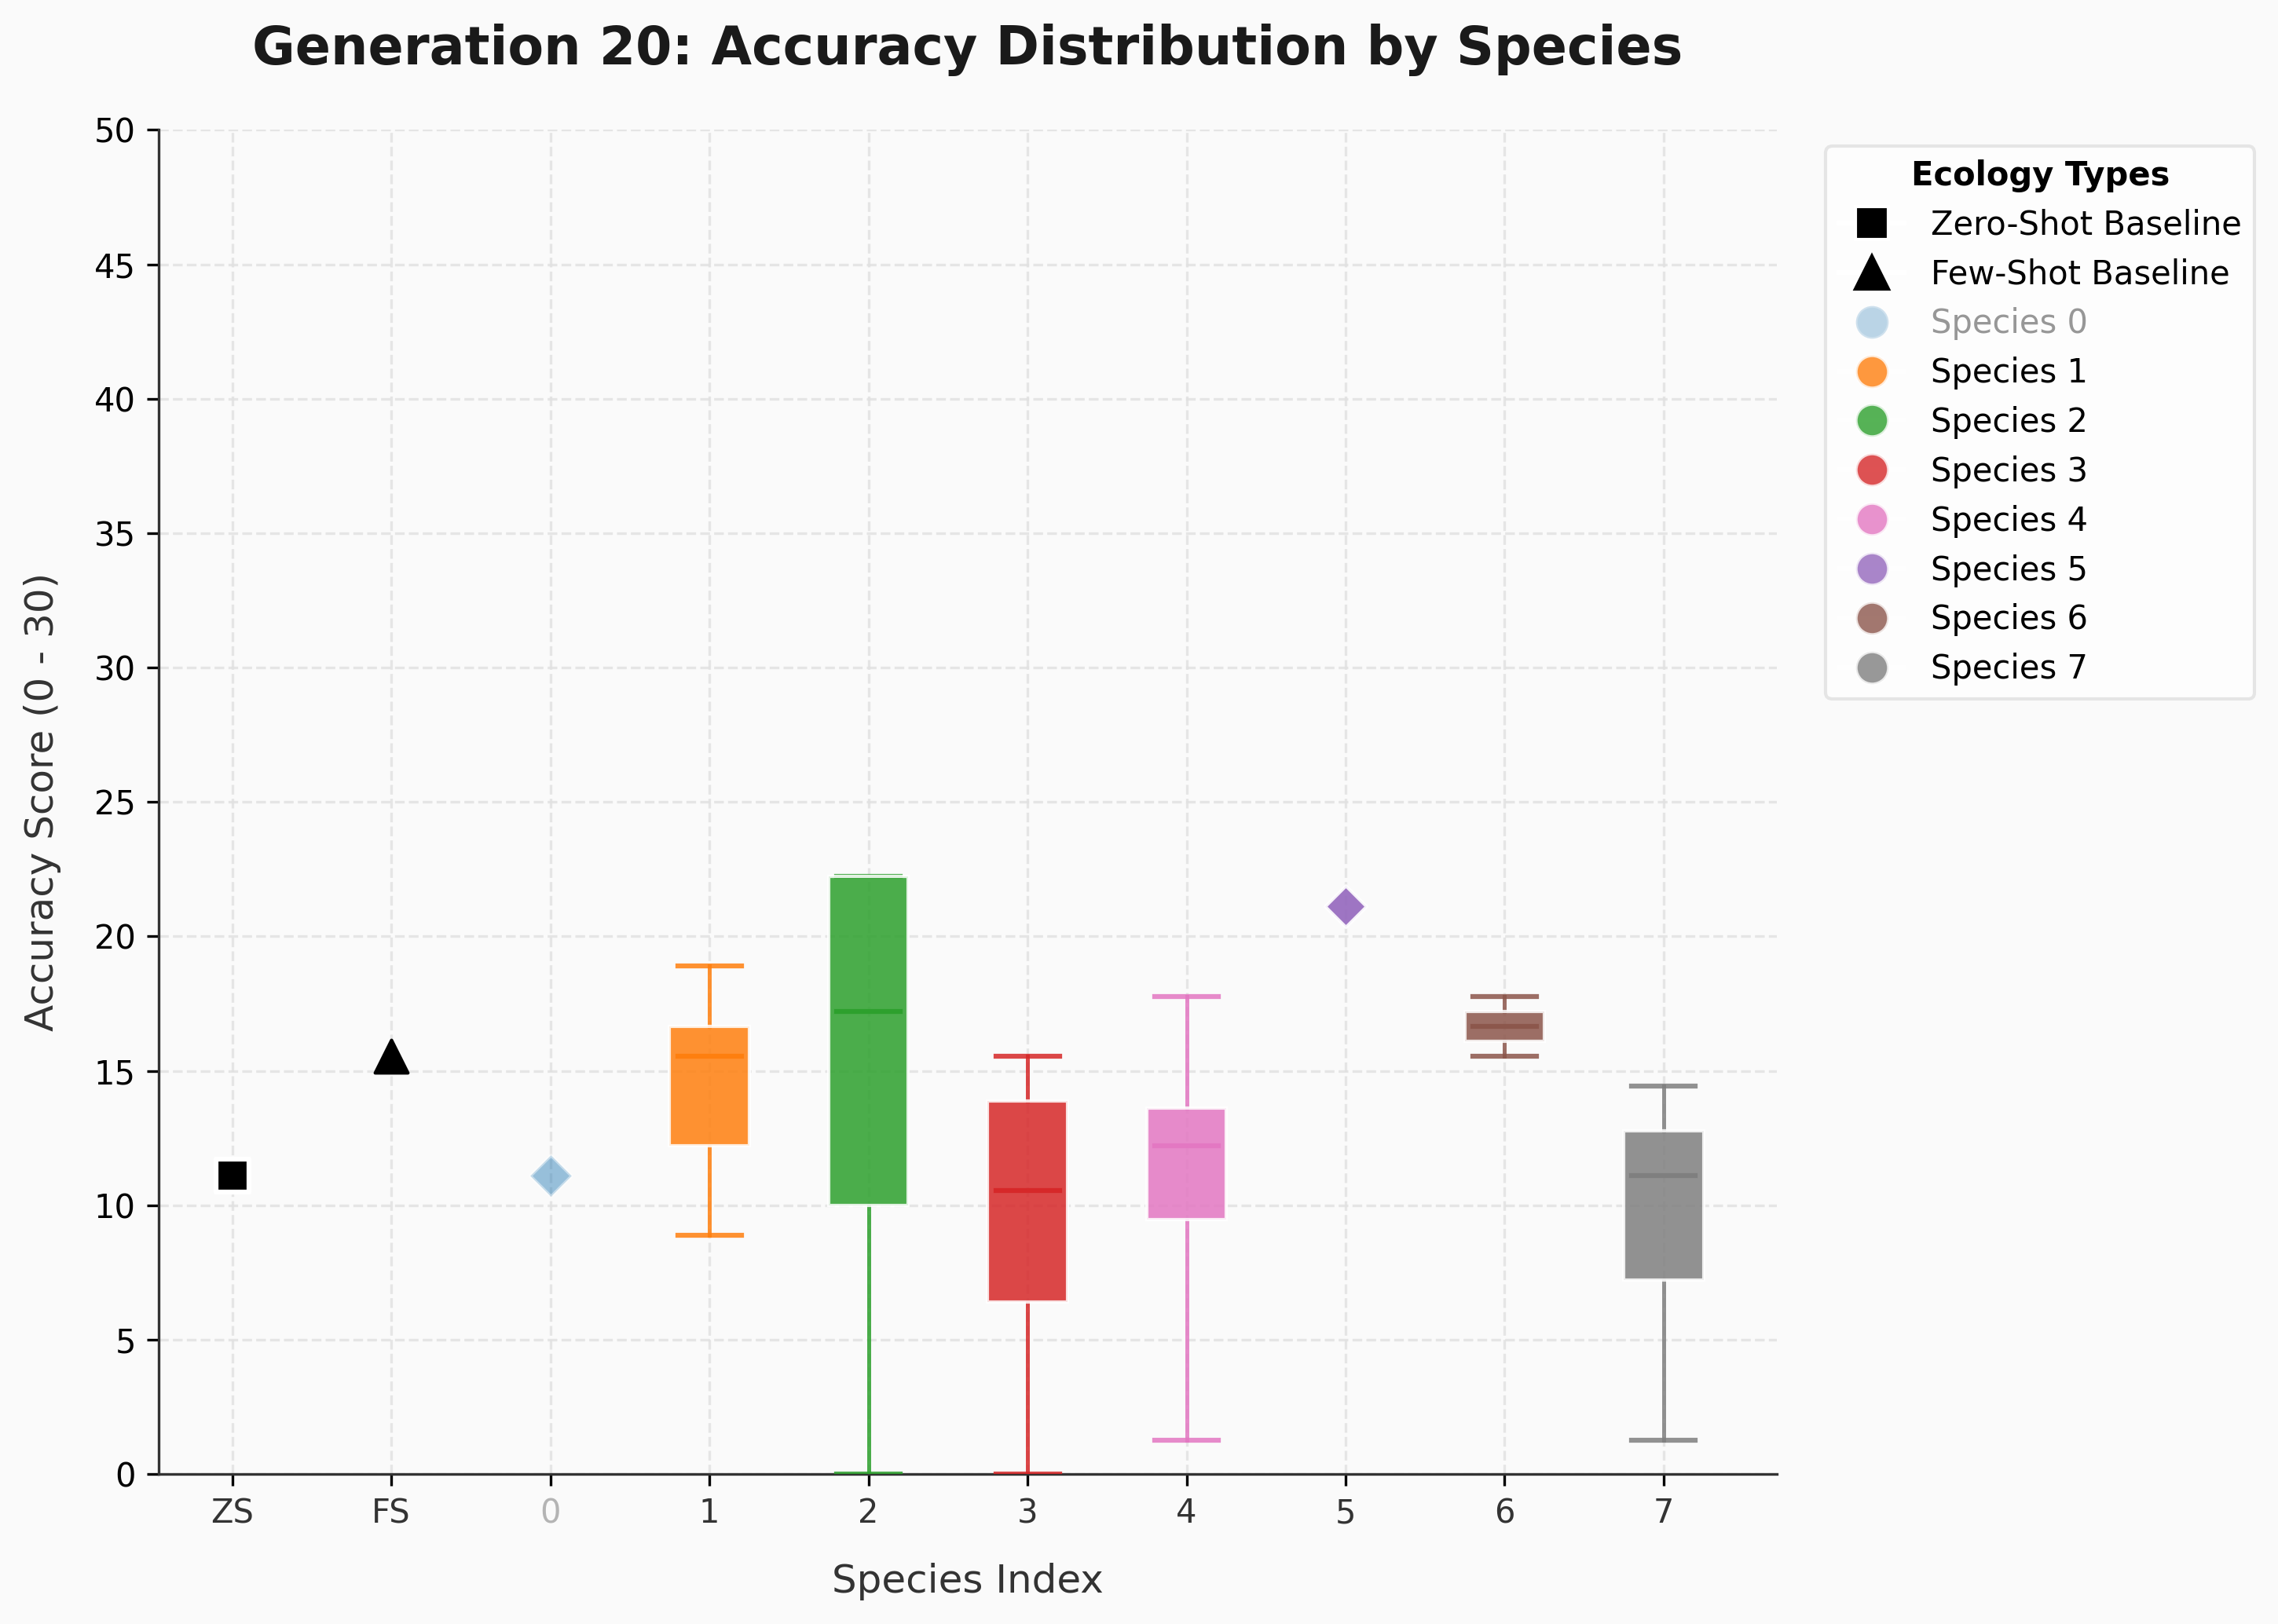 Generation 20: Accuracy Distribution by Species
50
45
40
35
30
25
20
15
10
5
0
Accuracy Score (0 - 30)
ZS FS 0 1 2 3 4 5 6 7
Species Index
Ecology Types
Zero-Shot Baseline
Few-Shot Baseline
Species 0
Species 1
Species 2
Species 3
Species 4
Species 5
Species 6
Species 7